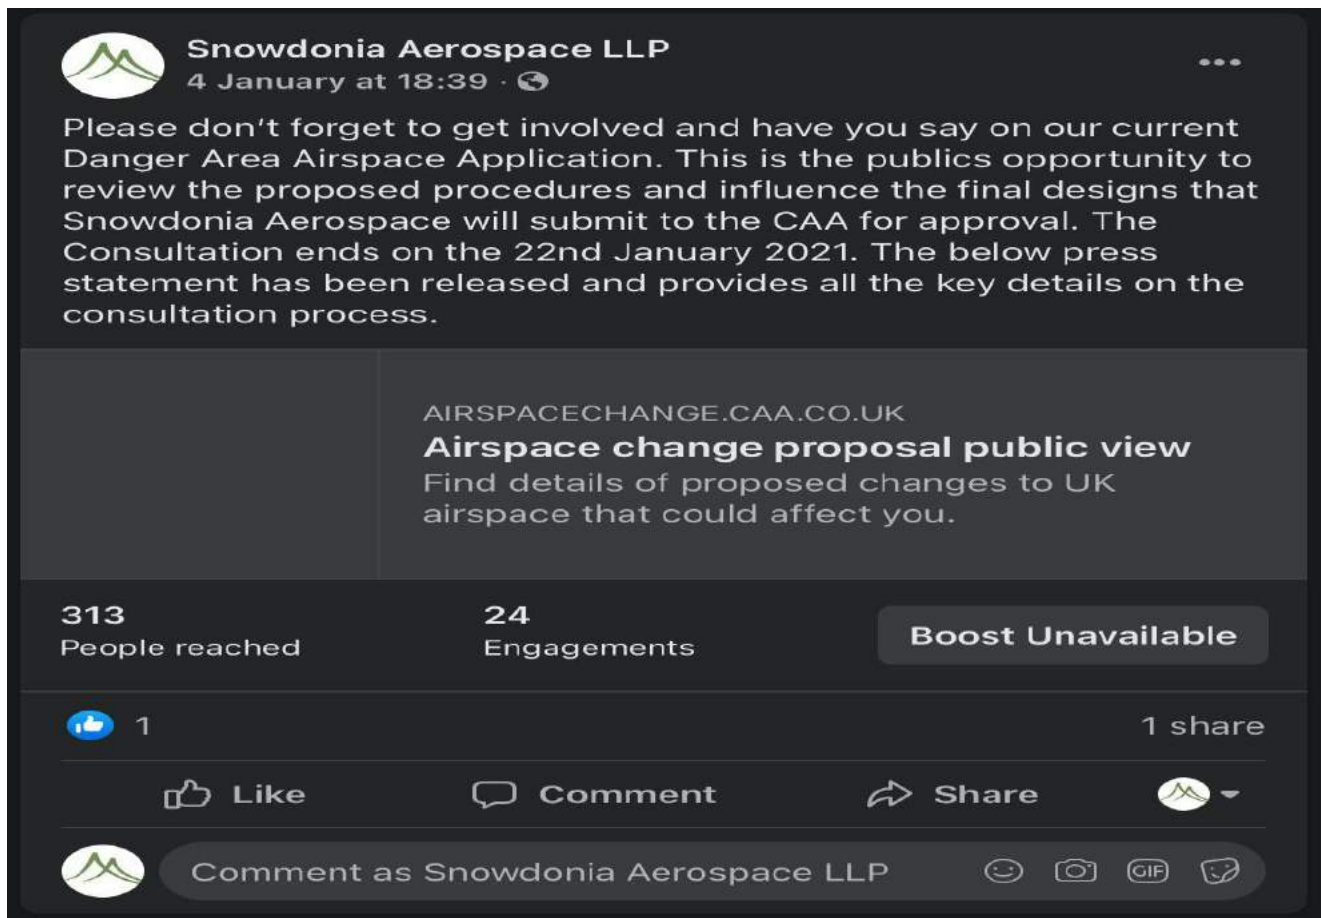 Snowdonia Aerospace LLP
4 January at 18:39 ·
Please don't forget to get involved and have you say on our current
Danger Area Airspace Application. This is the publics opportunity to
review the proposed procedures and influence the final designs that
Snowdonia Aerospace will submit to the CAA for approval. The
Consultation ends on the 22nd January 2021. The below press
statement has been released and provides all the key details on the
consultation process.
AIRSPACECHANGE.CAA.CO.UK
Airspace change proposal public view
Find details of proposed changes to UK
airspace that could affect you.
313
People reached
24
Engagements
Boost Unavailable
1
1 share
Like
Comment
Share
Comment as Snowdonia Aerospace LLP
GIF